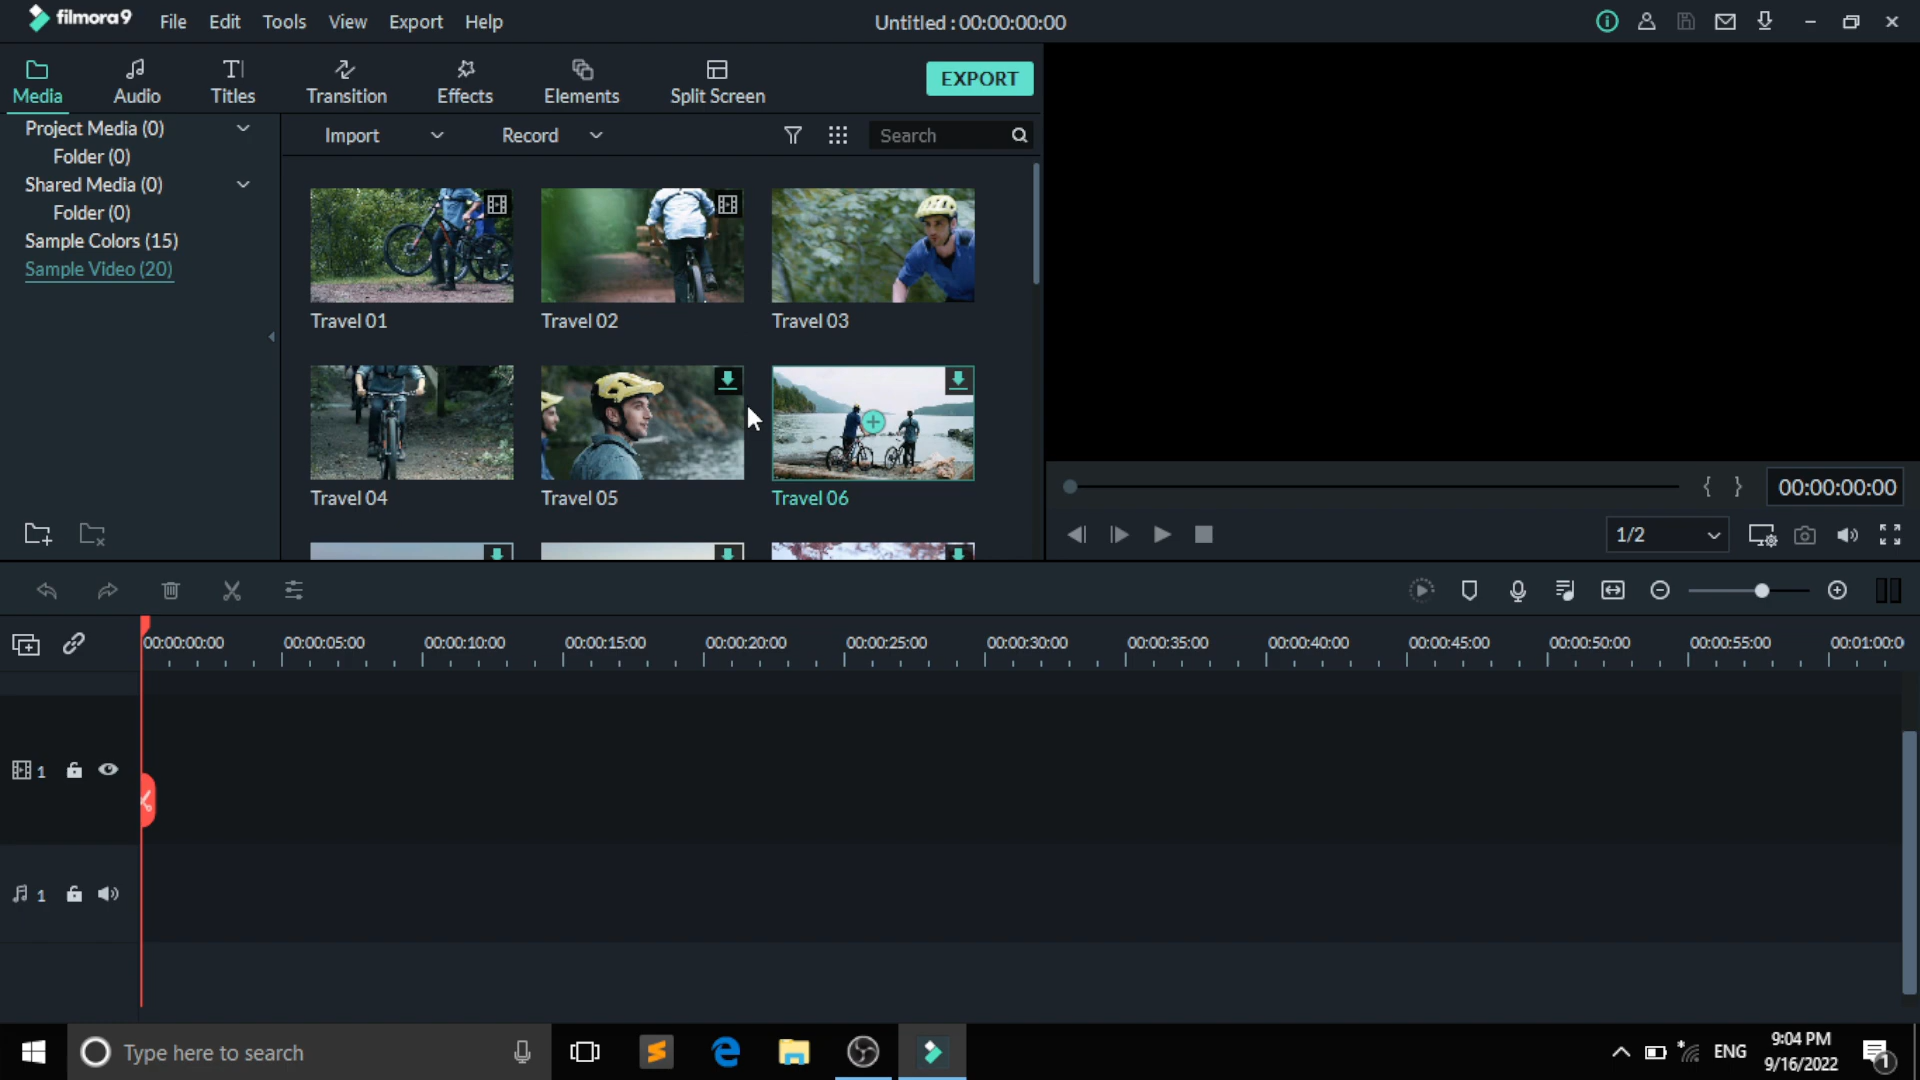 filmora9 File Edit Tools View Export Help Untitled : 00:00:00:00
Media Audio Titles Transition Effects Elements Split Screen EXPORT
Project Media (0)
Folder (0)
Shared Media (0)
Folder (0)
Sample Colors (15)
Sample Video (20)
Import Record Search
Travel 01 Travel 02 Travel 03
Travel 04 Travel 05 Travel 06
00:00:00:00
1/2
00:00:00:00 00:00:05:00 00:00:10:00 00:00:15:00 00:00:20:00 00:00:25:00 00:00:30:00 00:00:35:00 00:00:40:00 00:00:45:00 00:00:50:00 00:00:55:00 00:01:00:0
1
1
Type here to search
ENG
9:04 PM
9/16/2022
1